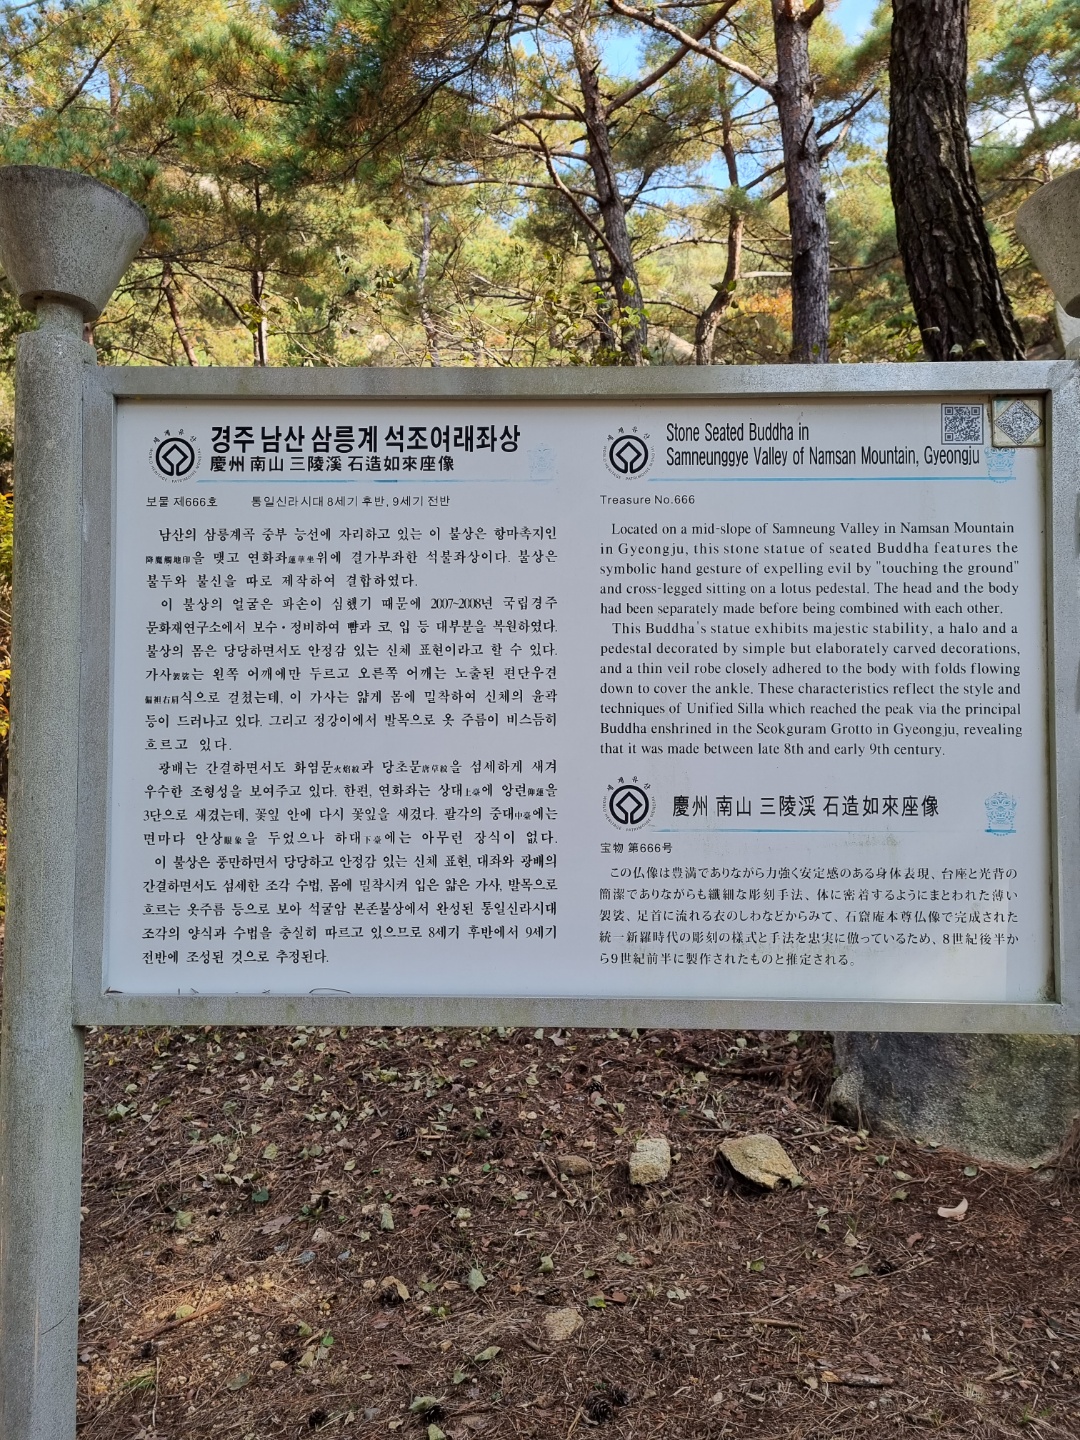 경주 남산 삼릉계 석조여래좌상
慶州 南山 三陵溪 石造如來座像
보물 제666호 통일신라시대 8세기 후반, 9세기 전반
남산의 삼릉계곡 중부 능선에 자리하고 있는 이 불상은 항마촉지인
降魔觸地印을 맺고 연화좌蓮華坐위에 결가부좌한 석불좌상이다. 불상은
불두와 불신을 따로 제작하여 결합하였다.
이 불상의 얼굴은 파손이 심했기 때문에 2007~2008년 국립경주
문화재연구소에서 보수·정비하여 뺨과 코, 입 등 대부분을 복원하였다.
불상의 몸은 당당하면서도 안정감 있는 신체 표현이라고 할 수 있다.
가사袈裟는 왼쪽 어깨에만 두르고 오른쪽 어깨는 노출된 편단우견
偏袒右肩식으로 걸쳤는데, 이 가사는 얇게 몸에 밀착하여 신체의 윤곽
등이 드러나고 있다. 그리고 정강이에서 발목으로 옷 주름이 비스듬히
흐르고 있다.
광배는 간결하면서도 화염문火焰紋과 당초문唐草紋을 섬세하게 새겨
우수한 조형성을 보여주고 있다. 한편, 연화좌는 상대上臺에 앙련仰蓮을
3단으로 새겼는데, 꽃잎 안에 다시 꽃잎을 새겼다. 팔각의 중대中臺에는
면마다 안상眼象을 두었으나 하대下臺에는 아무런 장식이 없다.
이 불상은 풍만하면서 당당하고 안정감 있는 신체 표현, 대좌와 광배의
간결하면서도 섬세한 조각 수법, 몸에 밀착시켜 입은 얇은 가사, 발목으로
흐르는 옷주름 등으로 보아 석굴암 본존불상에서 완성된 통일신라시대
조각의 양식과 수법을 충실히 따르고 있으므로 8세기 후반에서 9세기
전반에 조성된 것으로 추정된다.
Stone Seated Buddha in
Samneunggye Valley of Namsan Mountain, Gyeongju
Treasure No.666
Located on a mid-slope of Samneung Valley in Namsan Mountain
in Gyeongju, this stone statue of seated Buddha features the
symbolic hand gesture of expelling evil by "touching the ground"
and cross-legged sitting on a lotus pedestal. The head and the body
had been separately made before being combined with each other.
This Buddha's statue exhibits majestic stability, a halo and a
pedestal decorated by simple but elaborately carved decorations,
and a thin veil robe closely adhered to the body with folds flowing
down to cover the ankle. These characteristics reflect the style and
techniques of Unified Silla which reached the peak via the principal
Buddha enshrined in the Seokguram Grotto in Gyeongju, revealing
that it was made between late 8th and early 9th century.
세계유산
慶州 南山 三陵溪 石造如來座像
宝物 第666号
この仏像は豊満でありながら力強く安定感のある身体表現、台座と光背の
簡潔でありながらも繊細な彫刻手法、体に密着するようにまとわれた薄い
袈裟、足首に流れる衣のしわなどからみて、石窟庵本尊仏像で完成された
統一新羅時代の彫刻の様式と手法を忠実に倣っているため、8世紀後半か
ら9世紀前半に製作されたものと推定される。